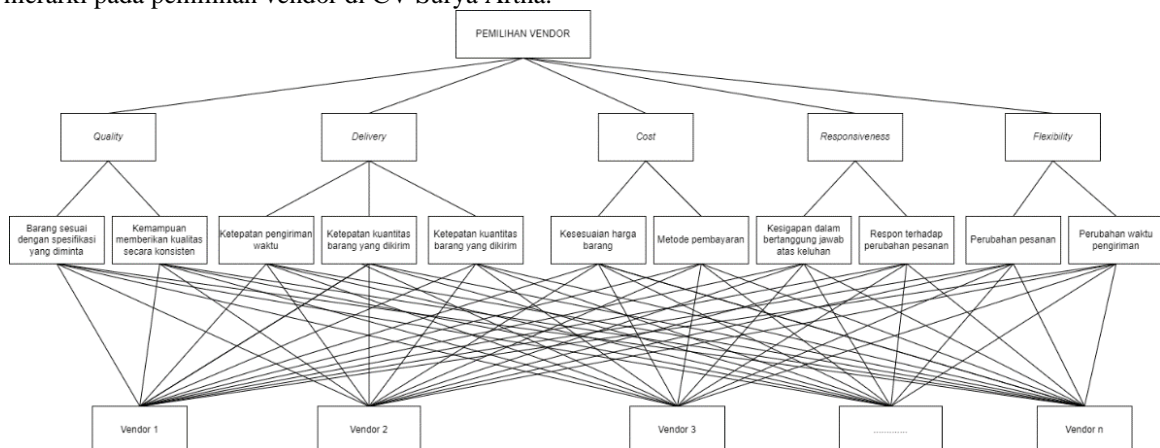 pada pemilihan vendor di CV Surya Artha.
PEMILIHAN VENDOR
Quality
Delivery
Cost
Responsiveness
Flexibility
Barang sesuai
dengan spesifikasi
yang diminta
Kemampuan
memberikan kualitas
secara konsisten
Ketepatan pengiriman
waktu
Ketepatan kuantitas
barang yang dikirim
Ketepatan kuantitas
barang yang dikirim
Kesesuaian harga
barang
Metode pembayaran
Kesigapan dalam
bertanggung jawab
atas keluhan
Respon terhadap
perubahan pesanan
Perubahan pesanan
Perubahan waktu
pengiriman
Vendor 1
Vendor 2
Vendor 3
.............
Vendor n